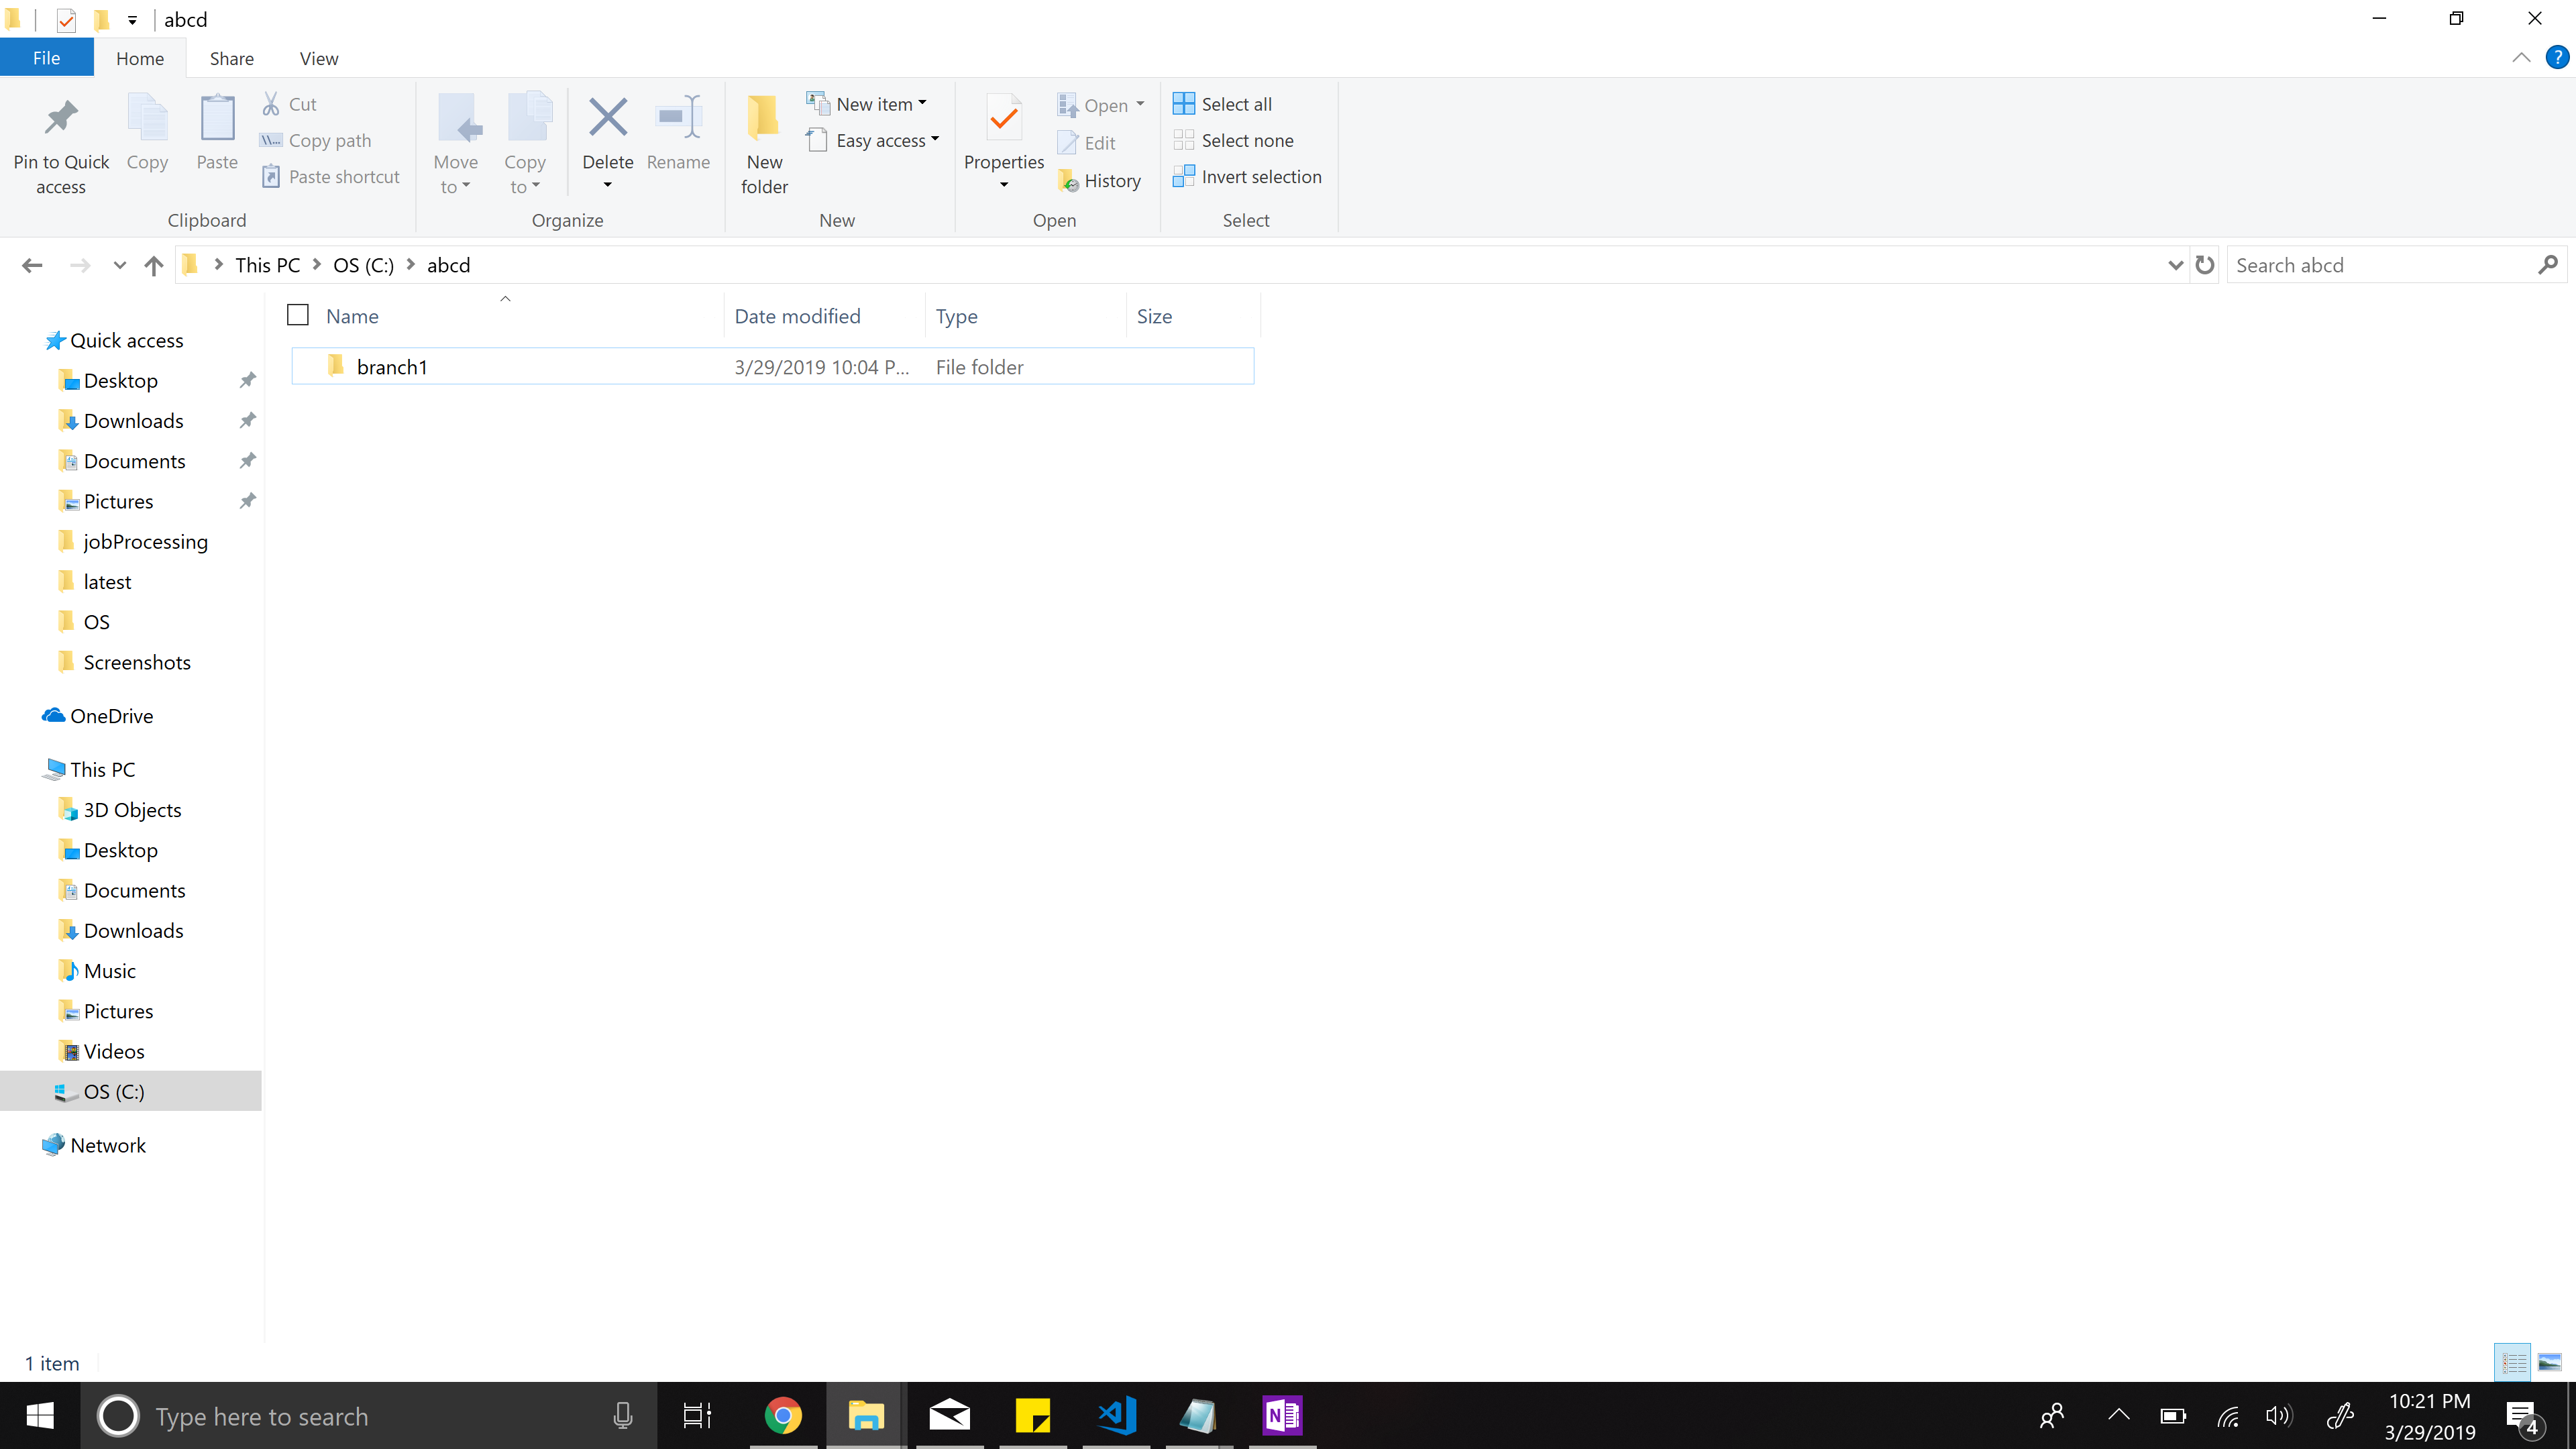 abcd
File Home Share View
Pin to Quick access
Copy
Paste
Cut
Copy path
Paste shortcut
Clipboard
Move to
Copy to
Delete
Rename
Organize
New folder
New item
Easy access
New
Properties
Open
Edit
History
Open
Select all
Select none
Invert selection
Select
This PC OS (C:) abcd
Search abcd
Name Date modified Type Size
branch1 3/29/2019 10:04 P... File folder
Quick access
Desktop
Downloads
Documents
Pictures
jobProcessing
latest
OS
Screenshots
OneDrive
This PC
3D Objects
Desktop
Documents
Downloads
Music
Pictures
Videos
OS (C:)
Network
1 item
Type here to search
10:21 PM
3/29/2019
4